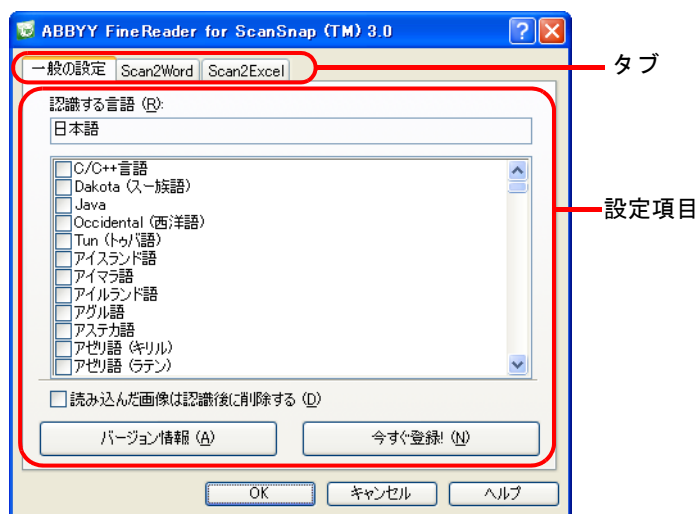 ABBYY FineReader for ScanSnap (TM) 3.0
一般の設定 Scan2Word Scan2Excel
タブ
認識する言語 (R):
日本語
C/C++言語
Dakota (スー族語)
Java
Occidental (西洋語)
設定項目
Tun (トゥバ語)
アイスランド語
アイマラ語
アイルランド語
アグル語
アステカ語
アゼリ語 (キリル)
アゼリ語 (ラテン)
読み込んだ画像は認識後に削除する (D)
バージョン情報 (A) 今すぐ登録! (N)
OK キャンセル ヘルプ